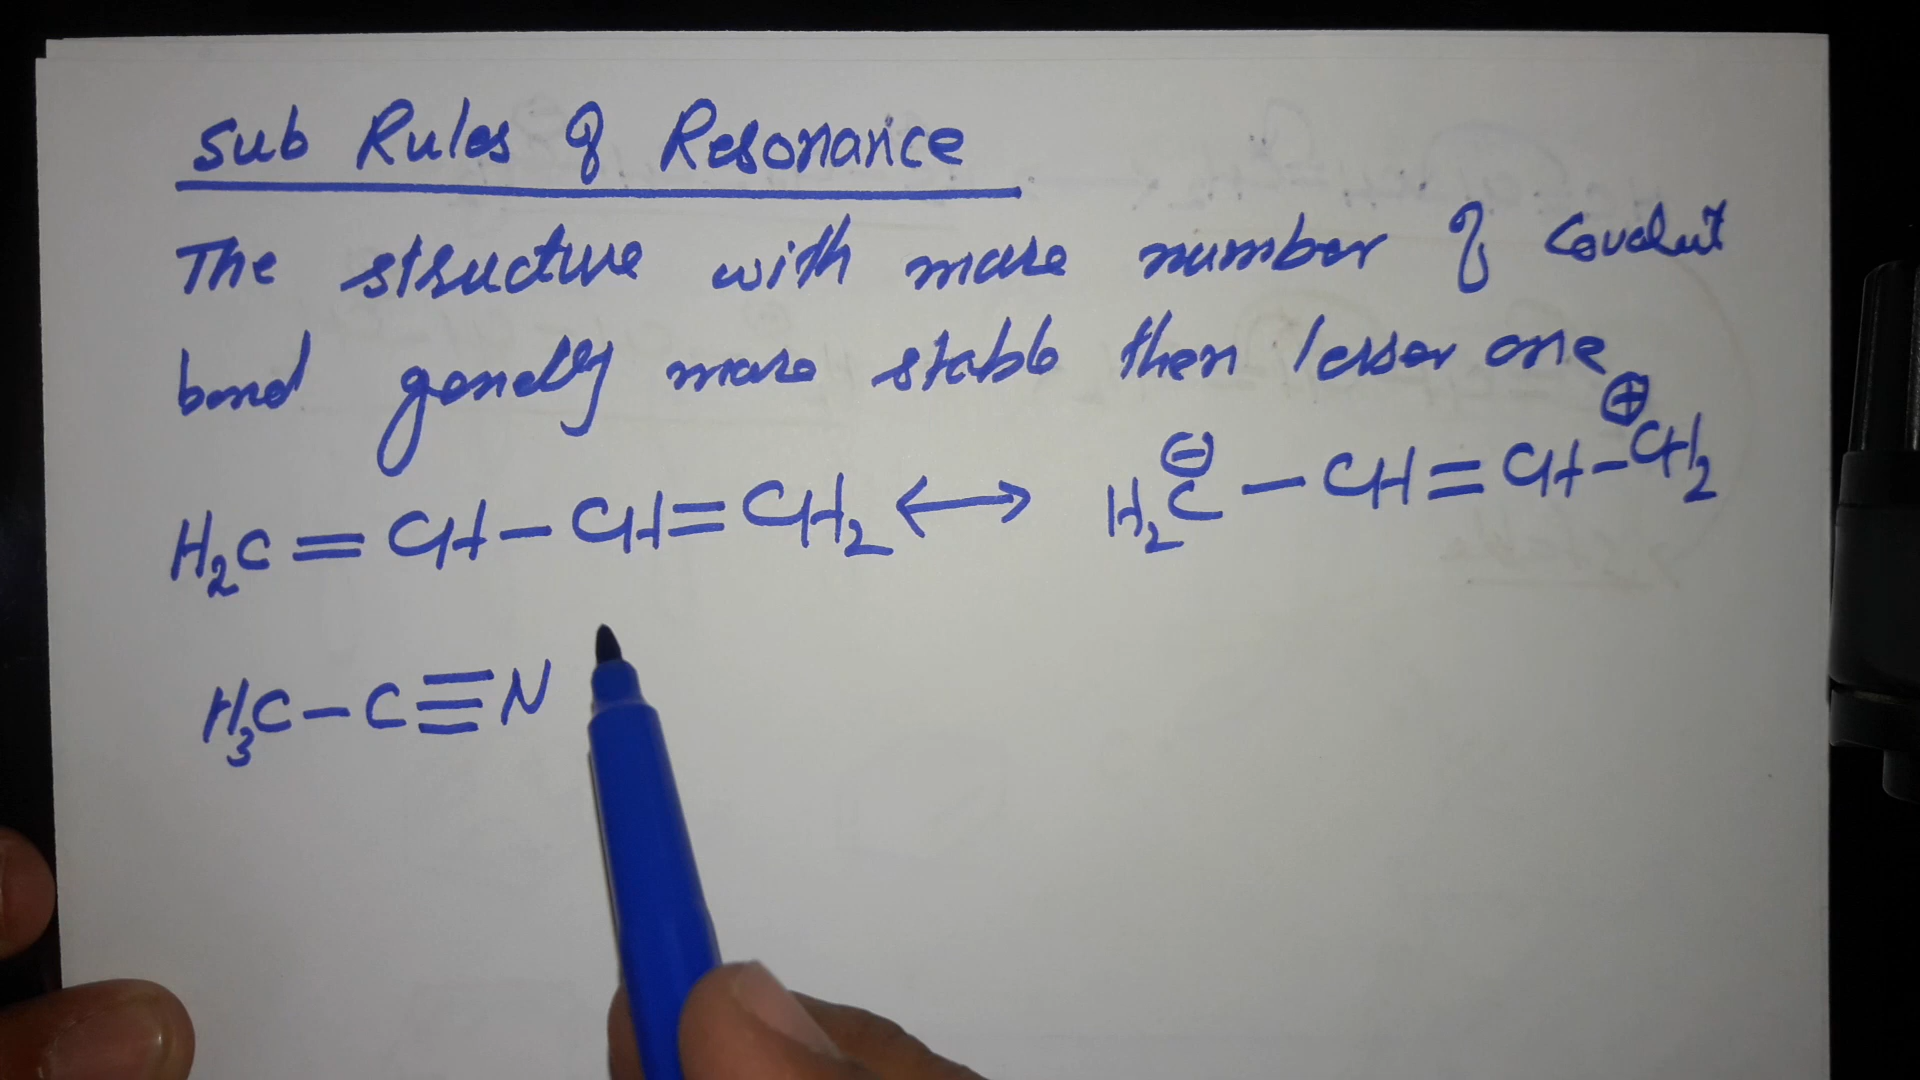 Sub Rules of Resonance
The structure with more number of Covalent
bond generally more stable then lesser one
H₂C=CH-CH=CH₂ ↔ H₂C⊖-CH=CH-CH₂⊕
H₃C-C≡N